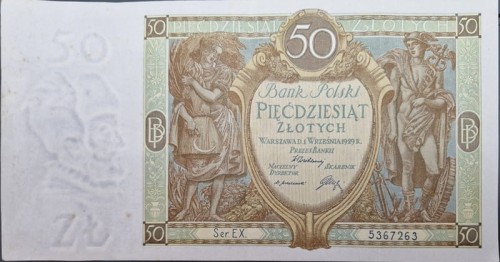 50
PIĘĆDZIESIĄT ZŁOTYCH
50
50
Bank Polski
PIĘĆDZIESIĄT
ZŁOTYCH
WARSZAWA D. 1 WRZEŚNIA 1929 R.
PREZES BANKU
NACZELNY
DYREKTOR
SKARBNIK
BP
BP
ZŁ
50
Ser. EX.
5367263
50